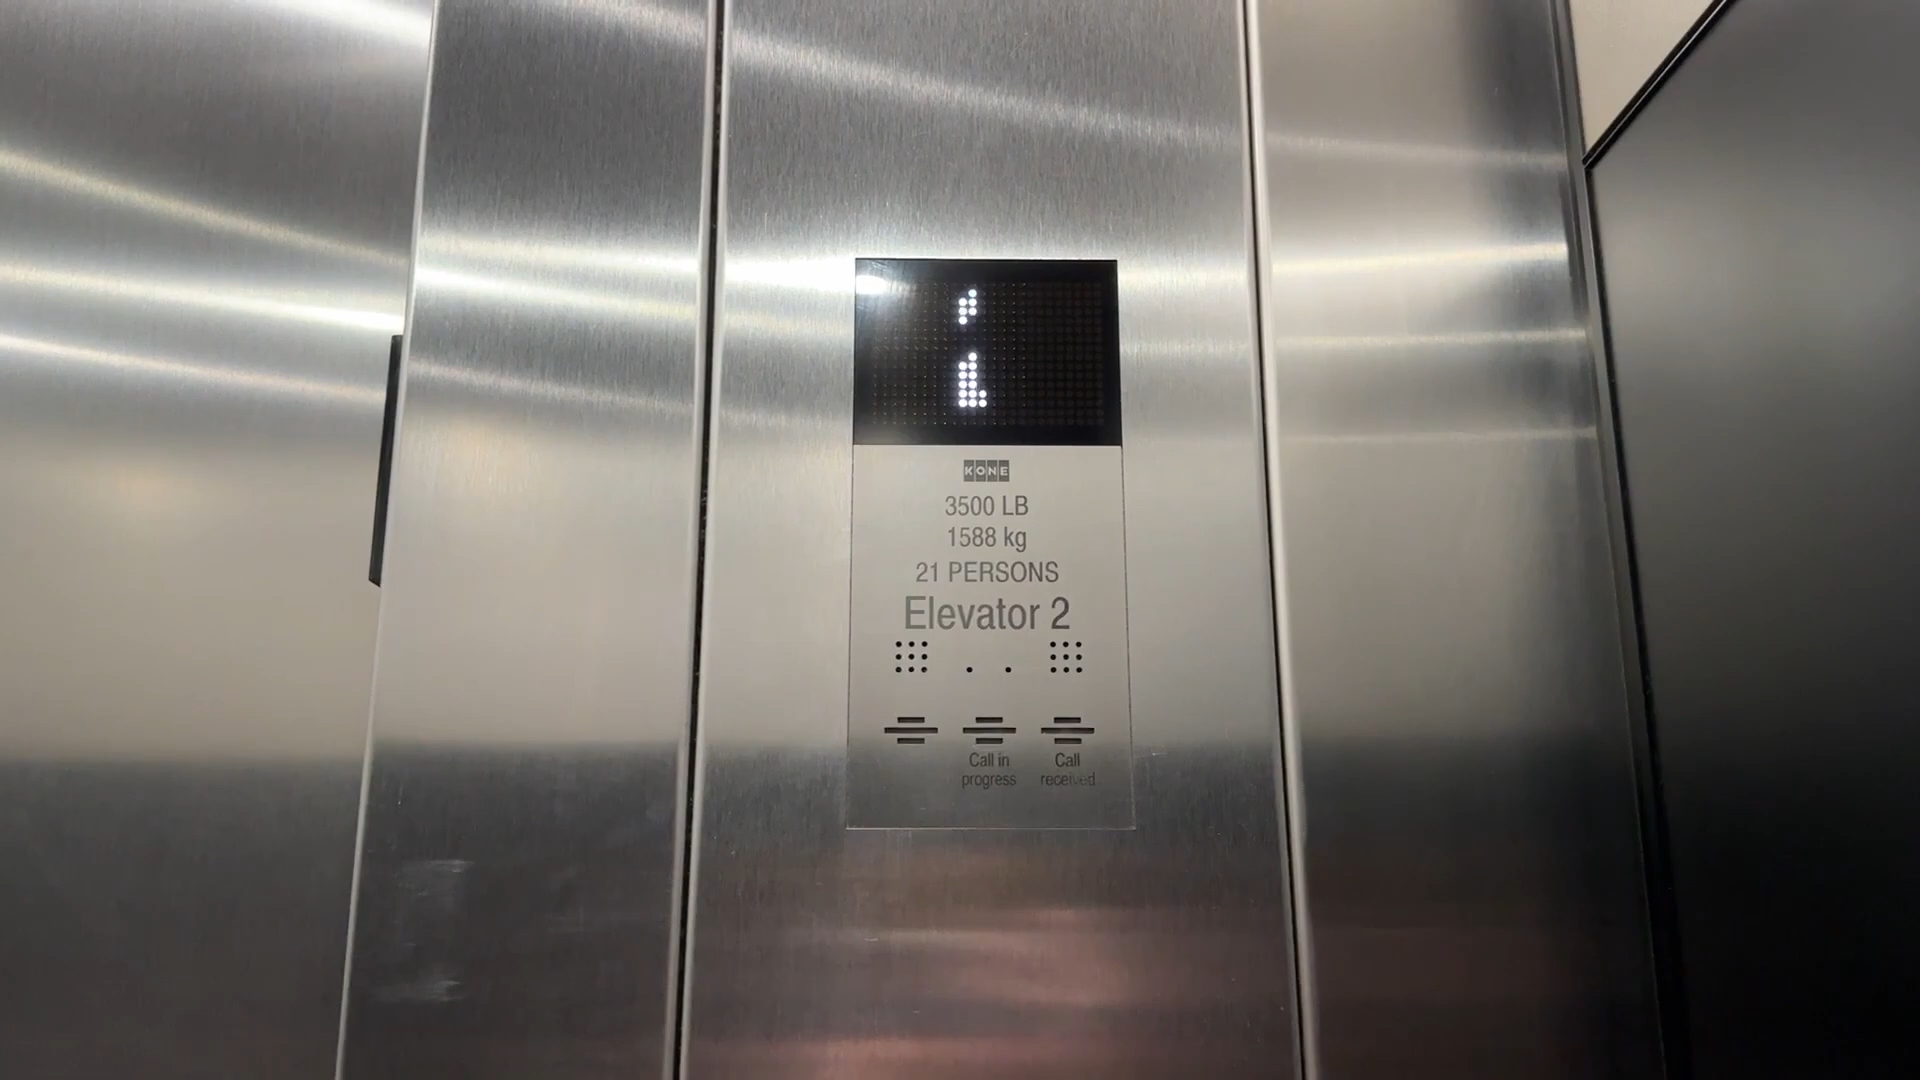 KONE
3500 LB
1588 kg
21 PERSONS
Elevator 2
Call in progress
Call received